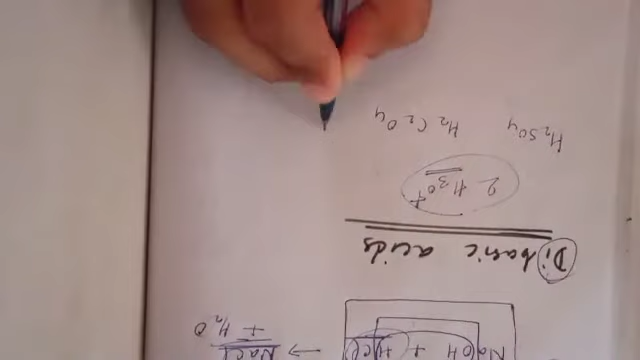 NaOH + HCl → NaCl + H₂O
Dibasic acids
2 - H₃O⁺
H₂SO₄ H₂C₂O₄